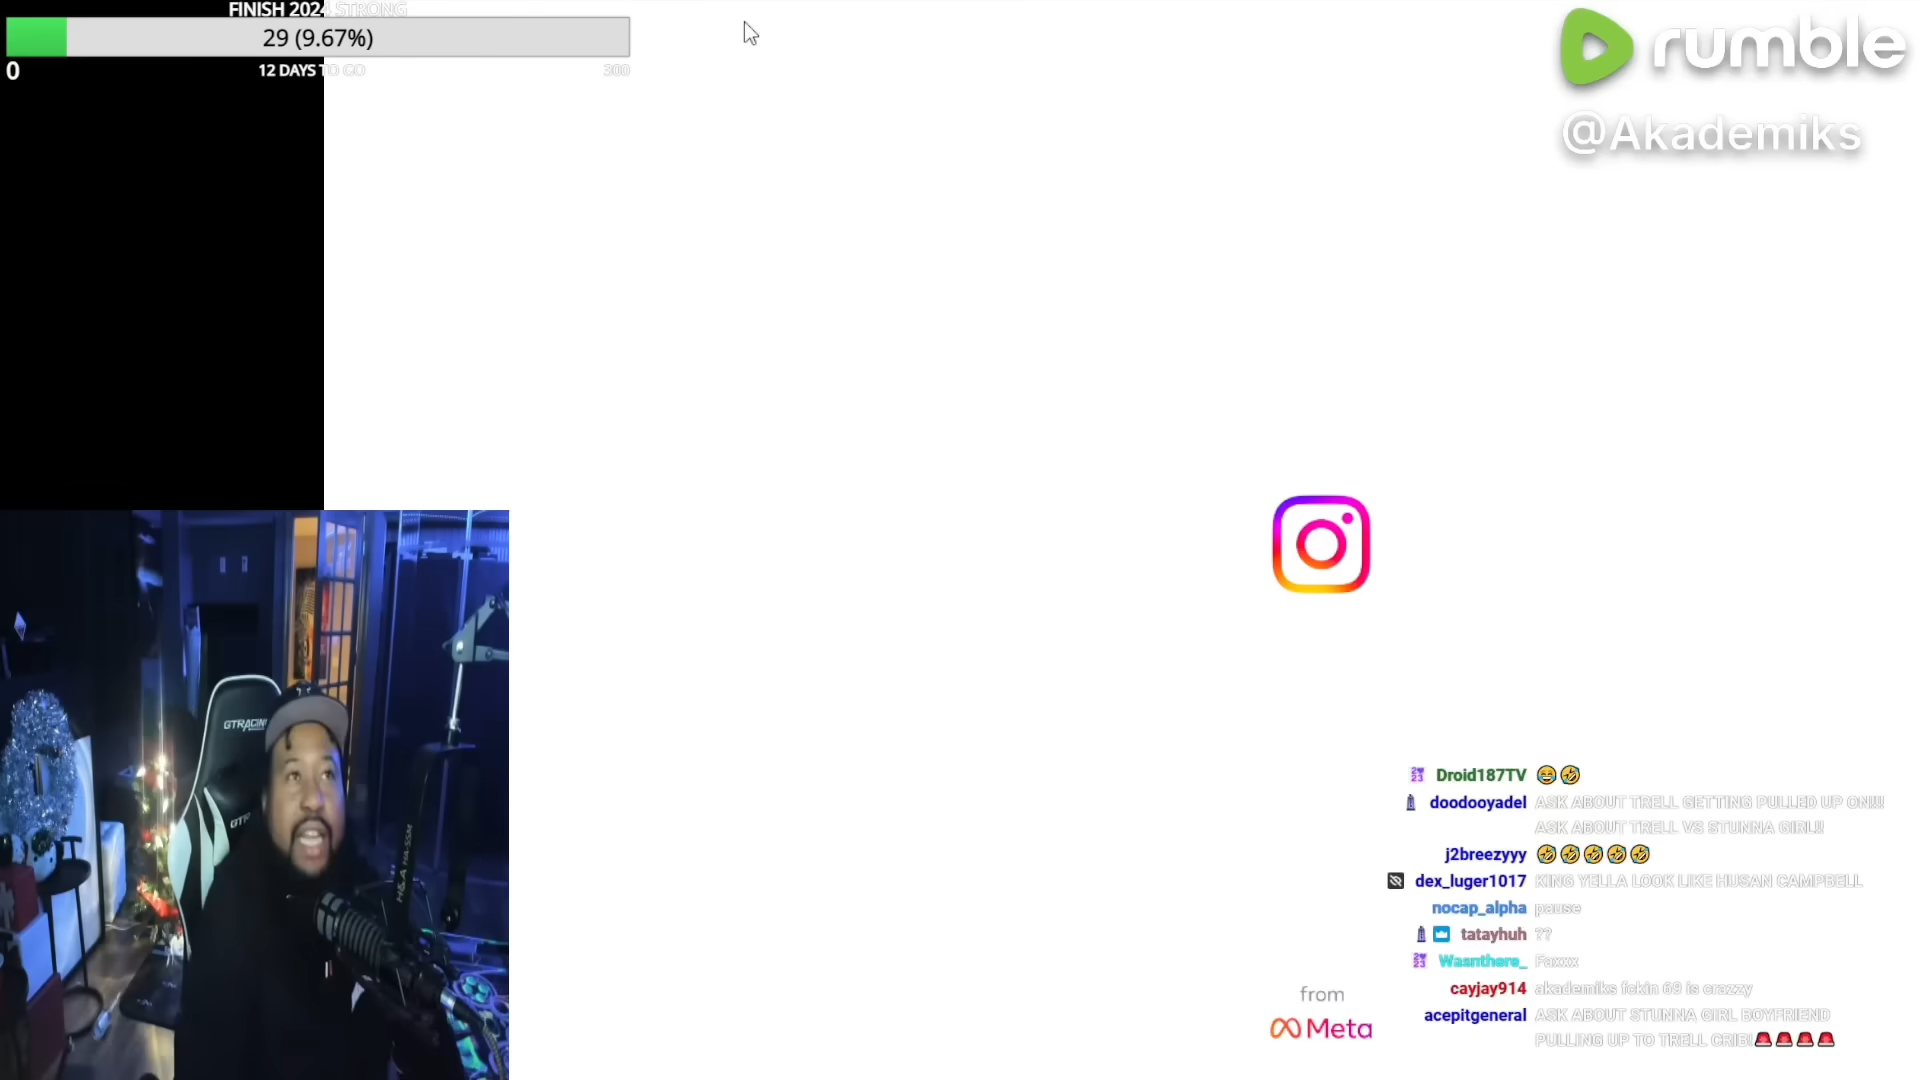 FINISH 2024 STRONG
29 (9.67%)
0
12 DAYS TO GO
300
rumble
@Akademiks
GTRACING
GTR
Droid187TV
doodooyadel ASK ABOUT TRELL GETTING PULLED UP ON!!!
ASK ABOUT TRELL VS STUNNA GIRL!!
j2breezyyy
dex_luger1017 KIING YELLA LOOK LIKE HUSAN CAMPBELL
nocap_alpha pause
tatayhuh ??
Wasnthere_ Faxxx
cayjay914 akademiks fckin 69 is crazzy
acepitgeneral ASK ABOUT STUNNA GIRL BOYFRIEND
PULLING UP TO TRELL CRIB!🚨🚨🚨🚨
from
Meta